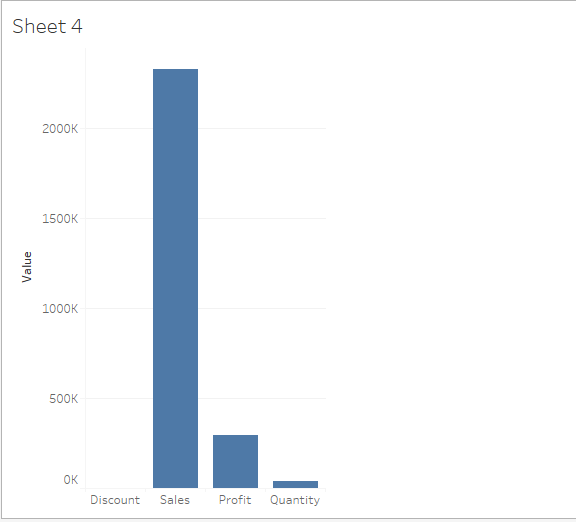 Sheet 4
2000K
1500K
1000K
500K
0K
Value
Discount Sales Profit Quantity